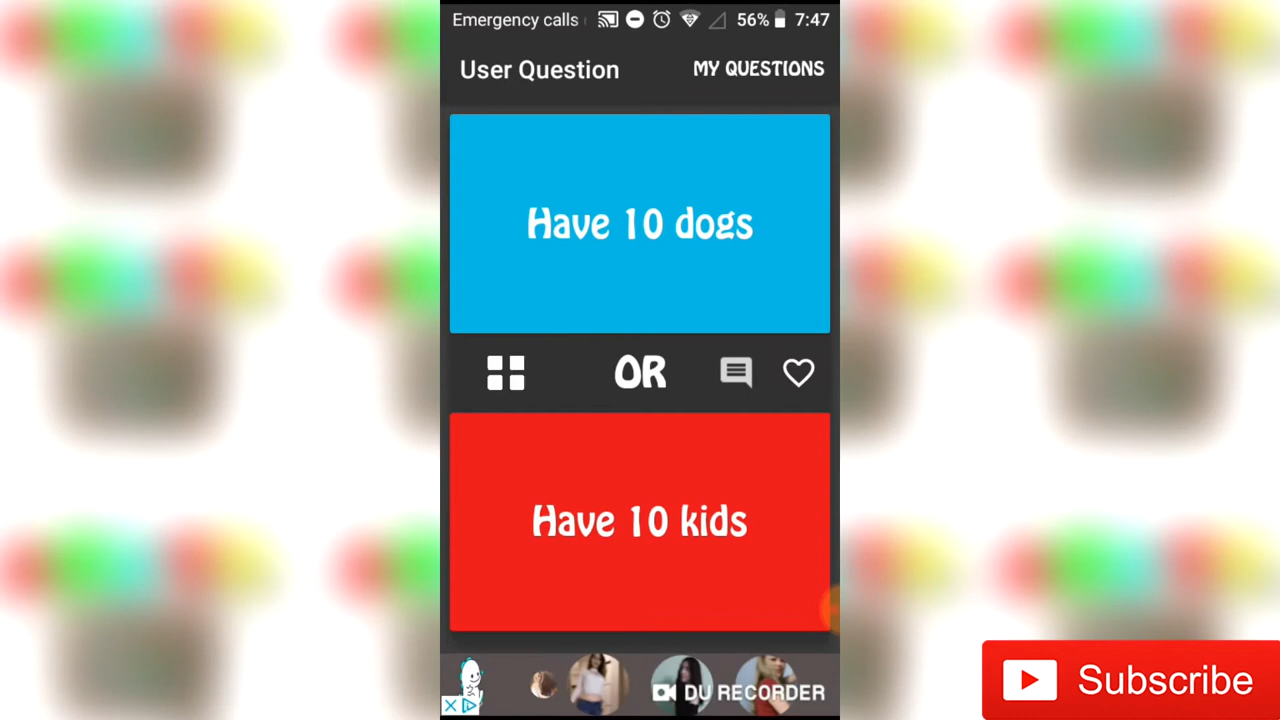 Emergency calls 56% 7:47
User Question MY QUESTIONS
Have 10 dogs
OR
Have 10 kids
DU RECORDER
Subscribe